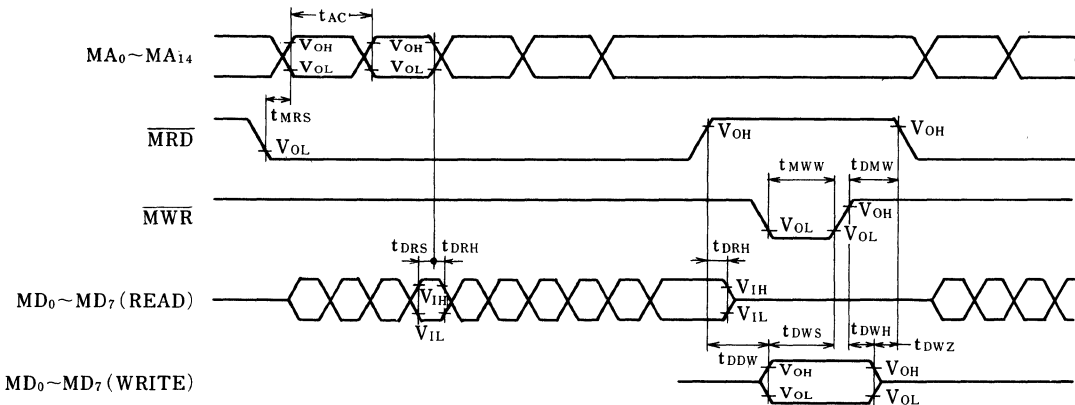 tAC
MA0~MA14
VOH
VOL
VOH
VOL
tMRS
MRD
VOL
VOH
VOH
tMWW
tDMW
MWR
VOH
VOL
VOL
tDRS
tDRH
tDRH
MD0~MD7 (READ)
VIH
VIL
VIH
VIL
tDDW
tDWS
tDWH
tDWZ
MD0~MD7 (WRITE)
VOH
VOL
VOH
VOL